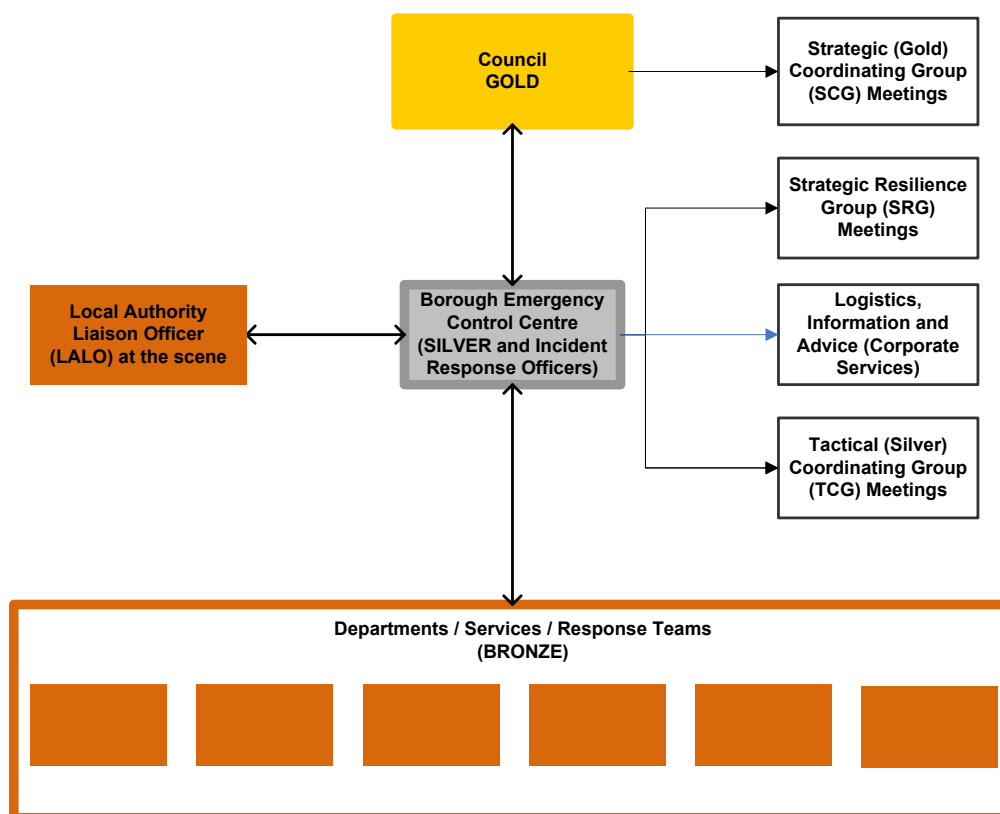 Council
GOLD
Strategic (Gold)
Coordinating Group
(SCG) Meetings
Strategic Resilience
Group (SRG)
Meetings
Local Authority
Liaison Officer
(LALO) at the scene
Borough Emergency
Control Centre
(SILVER and Incident
Response Officers)
Logistics,
Information and
Advice (Corporate
Services)
Tactical (Silver)
Coordinating Group
(TCG) Meetings
Departments / Services / Response Teams
(BRONZE)